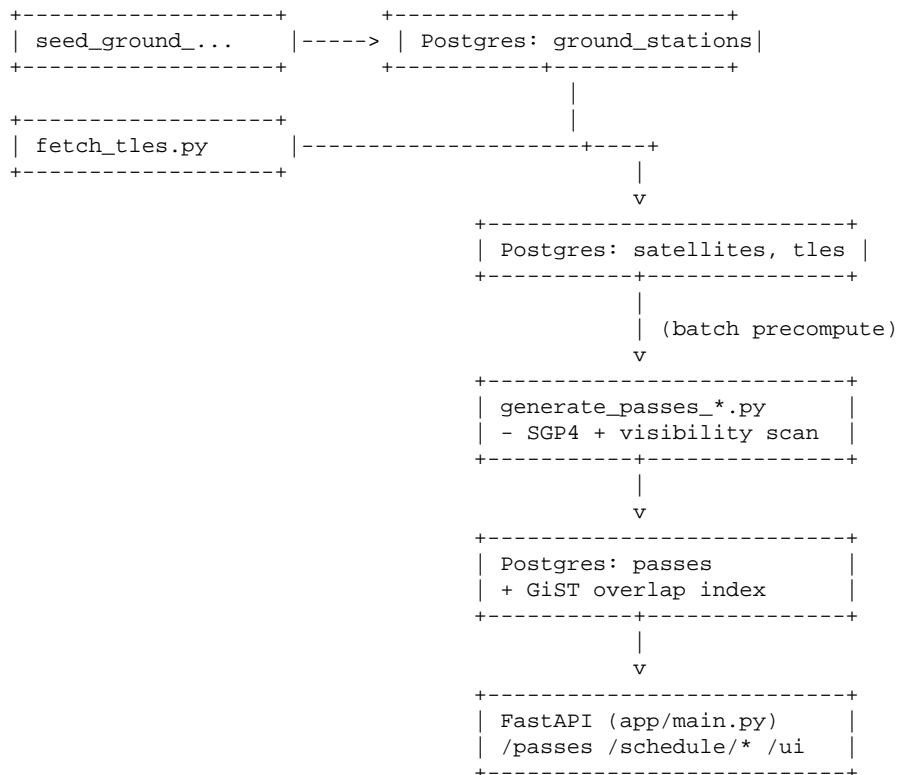 seed_ground_...
Postgres: ground_stations
fetch_tles.py
Postgres: satellites, tles
(batch precompute)
generate_passes_*.py
- SGP4 + visibility scan
Postgres: passes
+ GiST overlap index
FastAPI (app/main.py)
/passes /schedule/* /ui